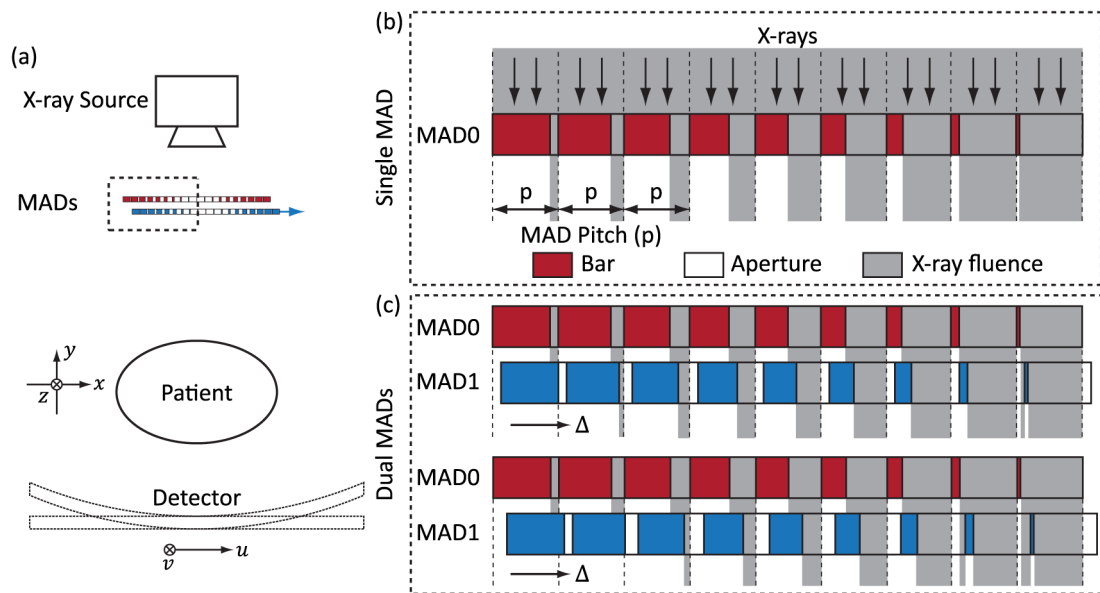 (a)
X-ray Source
MADs
y
x
z
Patient
Detector
v
u
(b)
Single MAD
X-rays
MAD0
p
p
p
MAD Pitch (p)
Bar
Aperture
X-ray fluence
(c)
Dual MADs
MAD0
MAD1
Δ
MAD0
MAD1
Δ